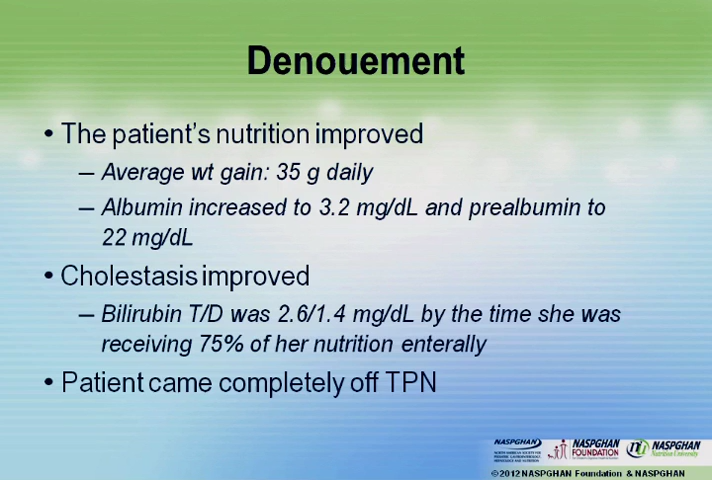 Denouement
• The patient's nutrition improved
– Average wt gain: 35 g daily
– Albumin increased to 3.2 mg/dL and prealbumin to
22 mg/dL
• Cholestasis improved
– Bilirubin T/D was 2.6/1.4 mg/dL by the time she was
receiving 75% of her nutrition enterally
• Patient came completely off TPN
NASPGHAN
NASPGHAN
FOUNDATION
NASPGHAN
Nutrition University
©2012 NASPGHAN Foundation & NASPGHAN